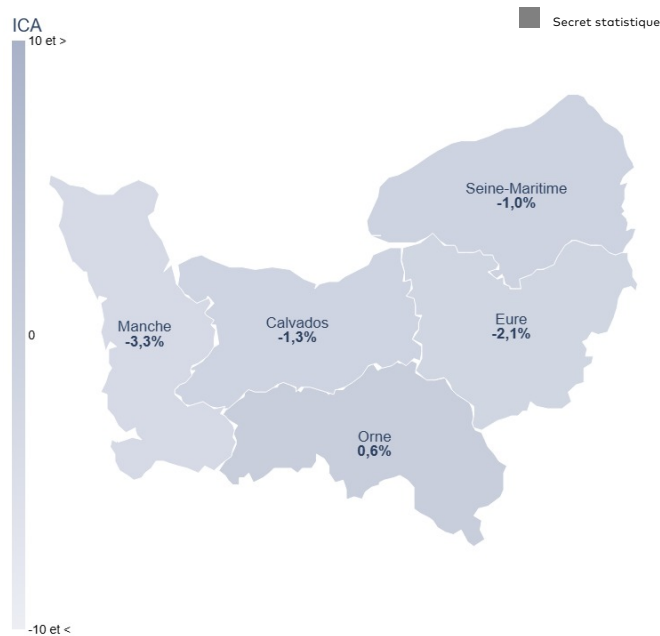 ICA
10 et >
Secret statistique
Seine-Maritime
-1,0%
Manche
-3,3%
Calvados
-1,3%
Eure
-2,1%
0
Orne
0,6%
-10 et <